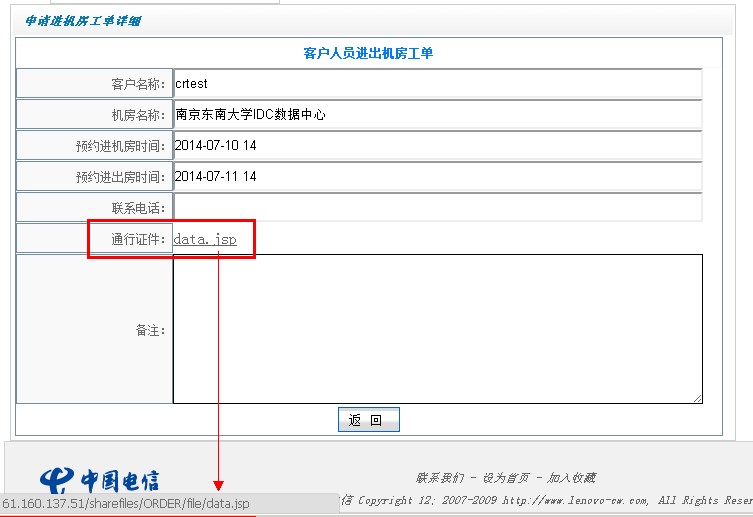 申请进机房工单详细
客户人员进出机房工单
客户名称： crtest
机房名称： 南京东南大学IDC数据中心
预约进机房时间： 2014-07-10 14
预约进出房时间： 2014-07-11 14
联系电话：
通行证件： data.jsp
备注：
返 回
中国电信
联系我们 - 设为首页 - 加入收藏
61.160.137.51/sharefiles/ORDER/file/data.jsp
信 Copyright 12; 2007-2009 http://www.lenovo-cw.com, All Rights Reser